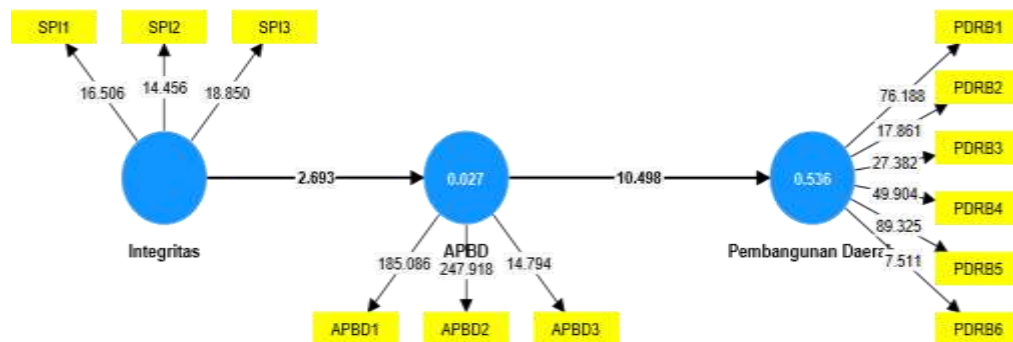 SPI1
SPI2
SPI3
16.506
14.456
18.850
Integritas
2.693
0.027
APBD
185.086
247.918
14.794
APBD1
APBD2
APBD3
10.498
0.536
Pembangunan Daera
76.188
17.861
27.382
49.904
89.325
7.511
PDRB1
PDRB2
PDRB3
PDRB4
PDRB5
PDRB6